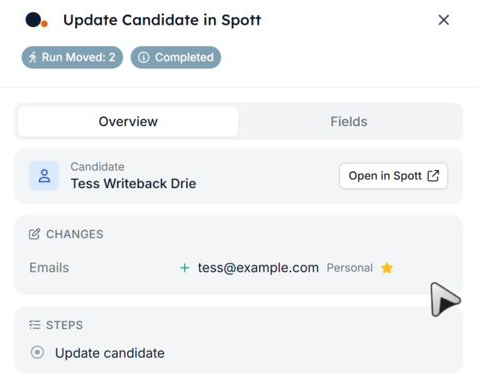 Update Candidate in Spott
Run Moved: 2
Completed
Overview
Fields
Candidate
Tess Writeback Drie
Open in Spott
CHANGES
Emails + tess@example.com Personal
STEPS
Update candidate